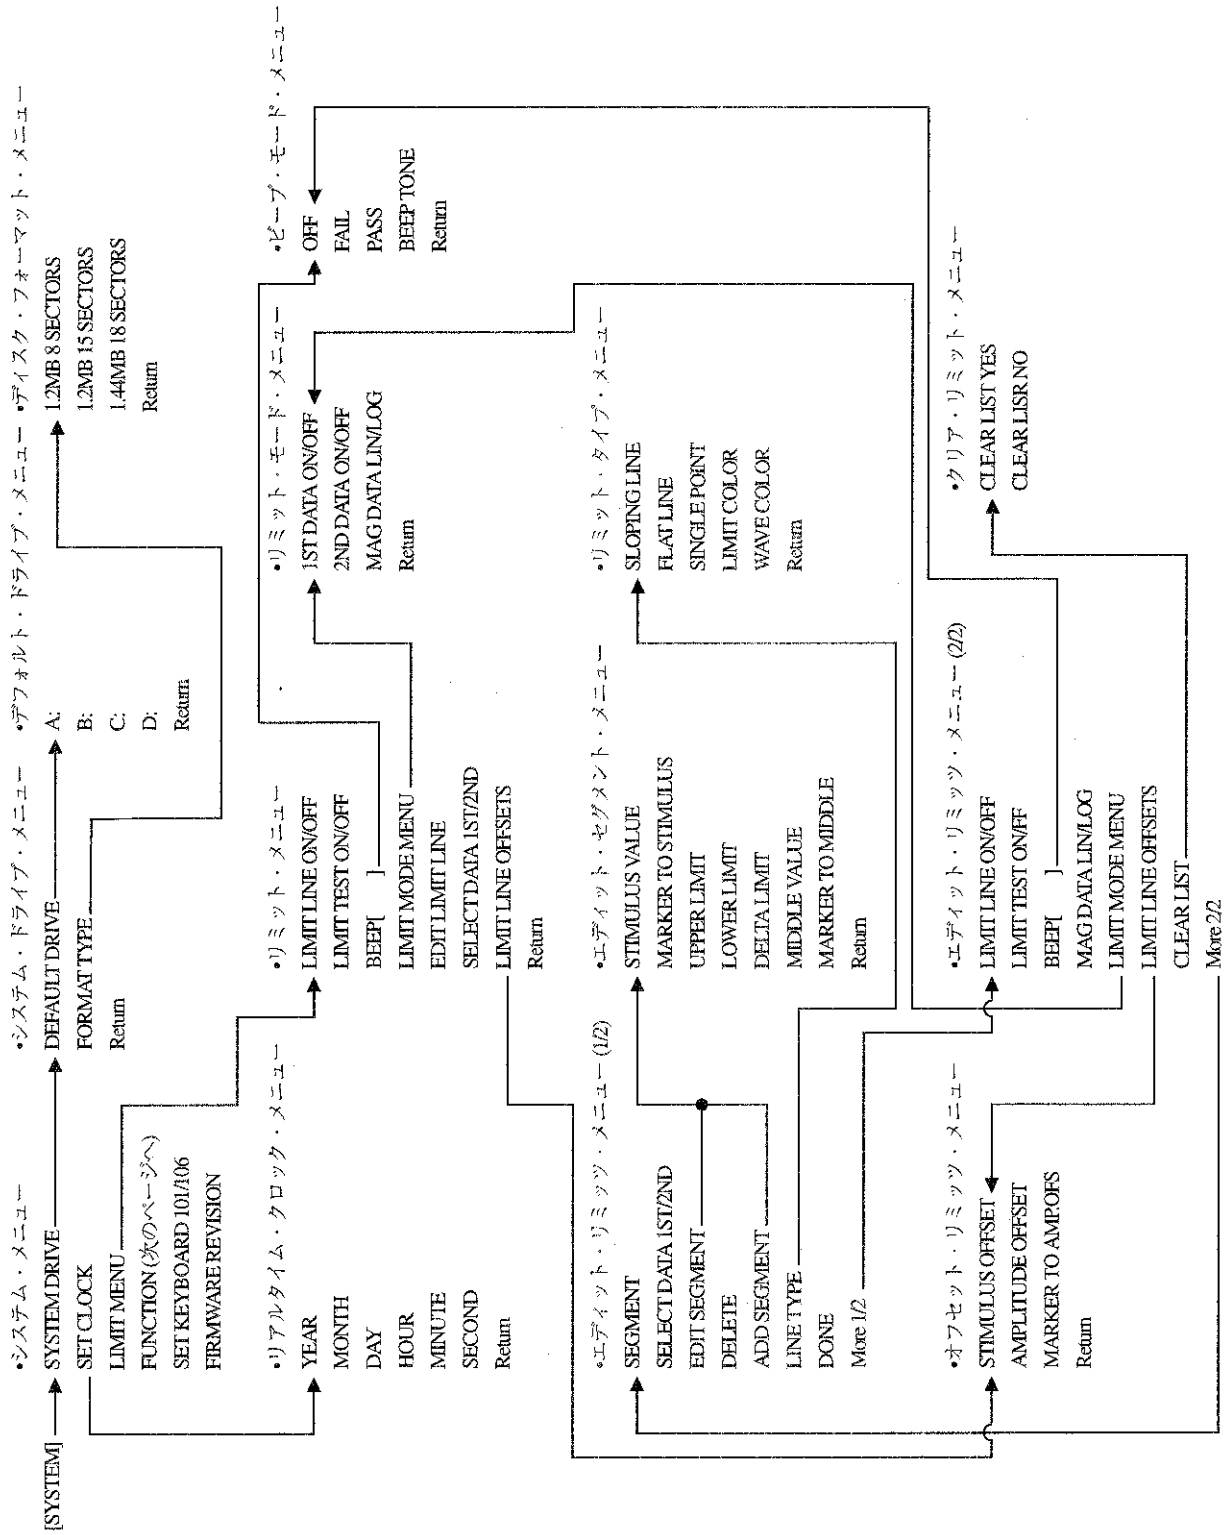 [SYSTEM]
•システム・メニュー
SYSTEM DRIVE
SET CLOCK
LIMIT MENU
FUNCTION (次のページへ)
SET KEYBOARD 101/106
FIRMWARE REVISION
•システム・ドライブ・メニュー
DEFAULT DRIVE
FORMAT TYPE
Return
•デフォルト・ドライブ・メニュー
A:
B:
C:
D:
Return
•ディスク・フォーマット・メニュー
1.2MB 8 SECTORS
1.2MB 15 SECTORS
1.44MB 18 SECTORS
Return
•リアルタイム・クロック・メニュー
YEAR
MONTH
DAY
HOUR
MINUTE
SECOND
Return
•リミット・メニュー
LIMIT LINE ON/OFF
LIMIT TEST ON/OFF
BEEP[ ]
LIMIT MODE MENU
EDIT LIMIT LINE
SELECT DATA 1ST/2ND
LIMIT LINE OFFSETS
Return
•リミット・モード・メニュー
1ST DATA ON/OFF
2ND DATA ON/OFF
MAG DATA LIN/LOG
Return
•ビープ・モード・メニュー
OFF
FAIL
PASS
BEEP TONE
Return
•エディット・リミッツ・メニュー (1/2)
SEGMENT
SELECT DATA 1ST/2ND
EDIT SEGMENT
DELETE
ADD SEGMENT
LINE TYPE
DONE
More 1/2
•エディット・セグメント・メニュー
STIMULUS VALUE
MARKER TO STIMULUS
UPPER LIMIT
LOWER LIMIT
DELTA LIMIT
MIDDLE VALUE
MARKER TO MIDDLE
Return
•リミット・タイプ・メニュー
SLOPING LINE
FLAT LINE
SINGLE POINT
LIMIT COLOR
WAVE COLOR
Return
•オフセット・リミッツ・メニュー
STIMULUS OFFSET
AMPLITUDE OFFSET
MARKER TO AMP.OFS
Return
•エディット・リミッツ・メニュー (2/2)
LIMIT LINE ON/OFF
LIMIT TEST ON/FF
BEEP[ ]
MAG DATA LIN/LOG
LIMIT MODE MENU
LIMIT LINE OFFSETS
CLEAR LIST
More 2/2
•クリア・リミット・メニュー
CLEAR LIST YES
CLEAR LISR NO